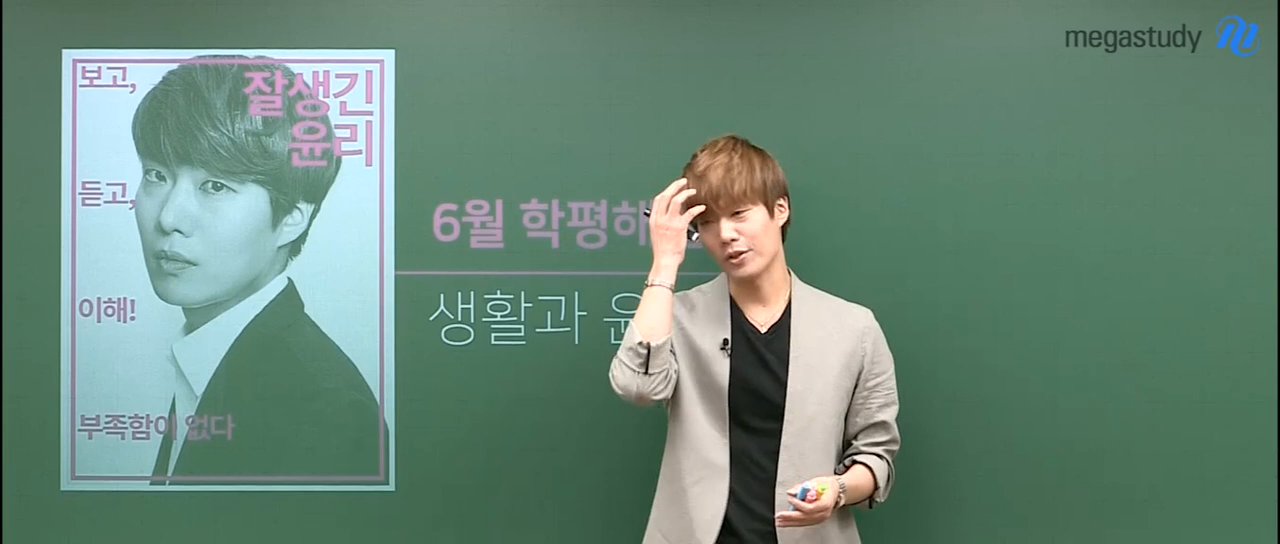 megastudy
보고,
잘생긴
윤리
듣고,
이해!
부족함이 없다
6월 학평해
생활과